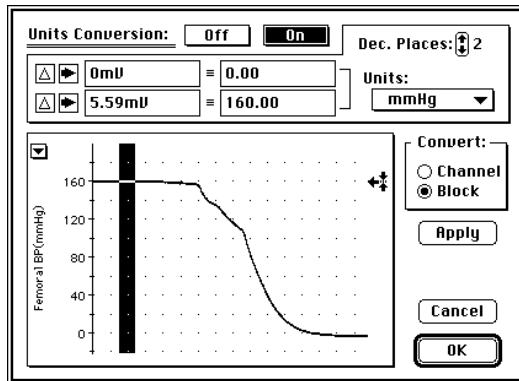 Units Conversion: Off On
Dec. Places: 2
0mV = 0.00
5.59mV = 160.00
Units:
mmHg
Convert:
Channel
Block
Apply
Cancel
OK
Femoral BP(mmHg)
160
120
80
40
0